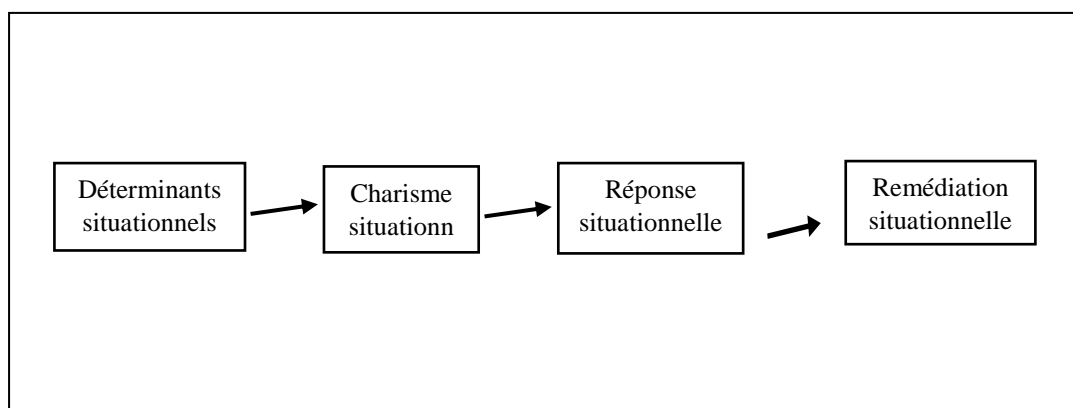 Déterminants
situationnels
Charisme
situationn
Réponse
situationnelle
Remédiation
situationnelle